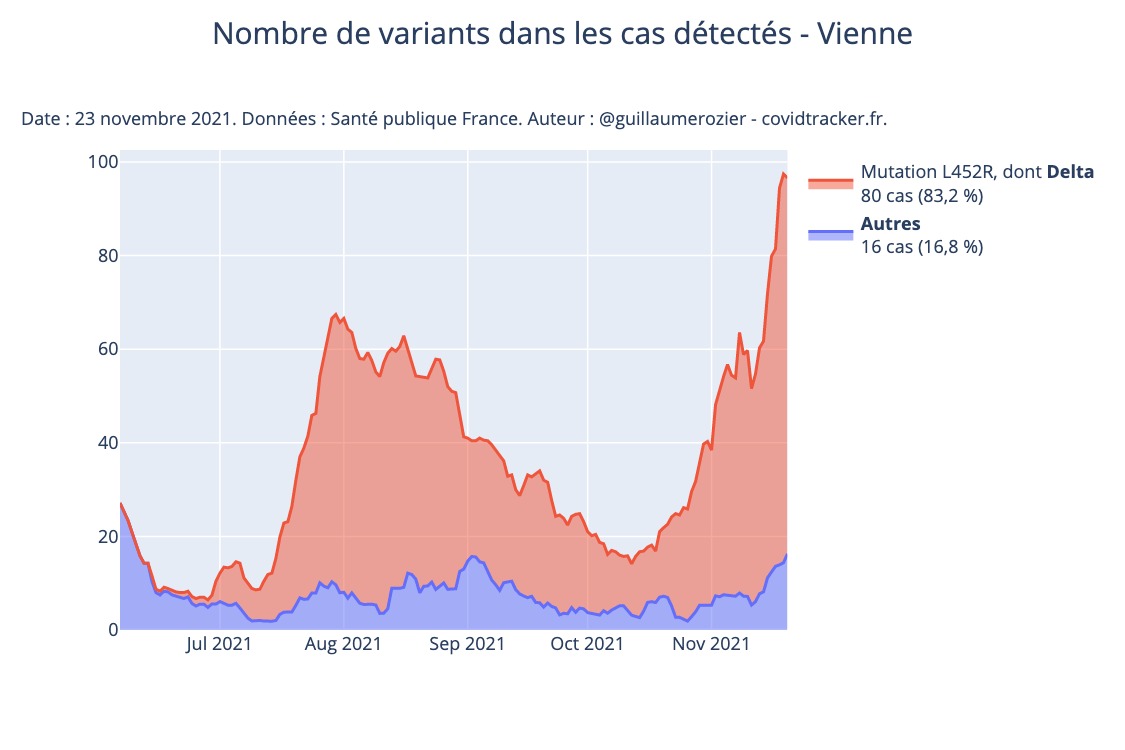 Nombre de variants dans les cas détectés - Vienne
Date : 23 novembre 2021. Données : Santé publique France. Auteur : @guillaumerozier - covidtracker.fr.
100
80
60
40
20
0
Jul 2021 Aug 2021 Sep 2021 Oct 2021 Nov 2021
Mutation L452R, dont Delta
80 cas (83,2 %)
Autres
16 cas (16,8 %)